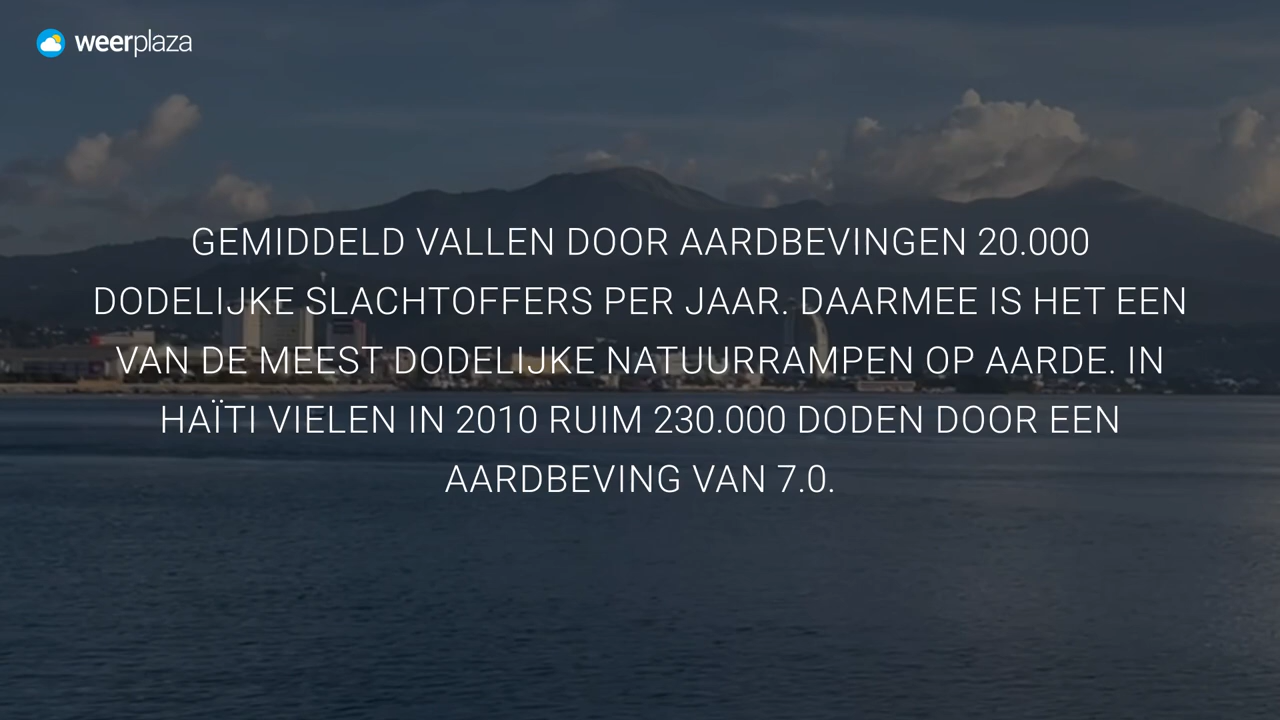 weerplaza
GEMIDDELD VALLEN DOOR AARDBEVINGEN 20.000
DODELIJKE SLACHTOFFERS PER JAAR. DAARMEE IS HET EEN
VAN DE MEEST DODELIJKE NATUURRAMPEN OP AARDE. IN
HAÏTI VIELEN IN 2010 RUIM 230.000 DODEN DOOR EEN
AARDBEVING VAN 7.0.